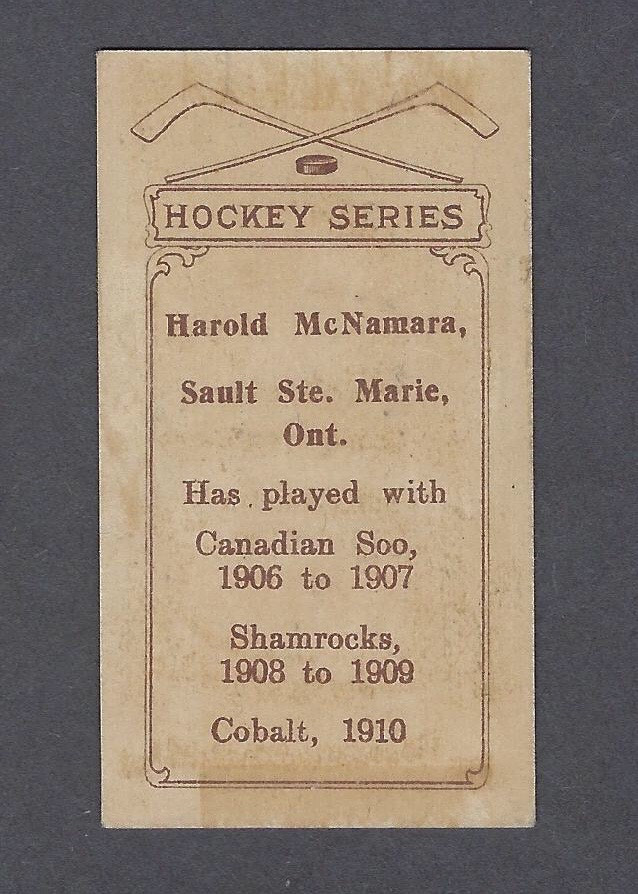 HOCKEY SERIES
Harold McNamara,
Sault Ste. Marie,
Ont.
Has played with
Canadian Soo,
1906 to 1907
Shamrocks,
1908 to 1909
Cobalt, 1910